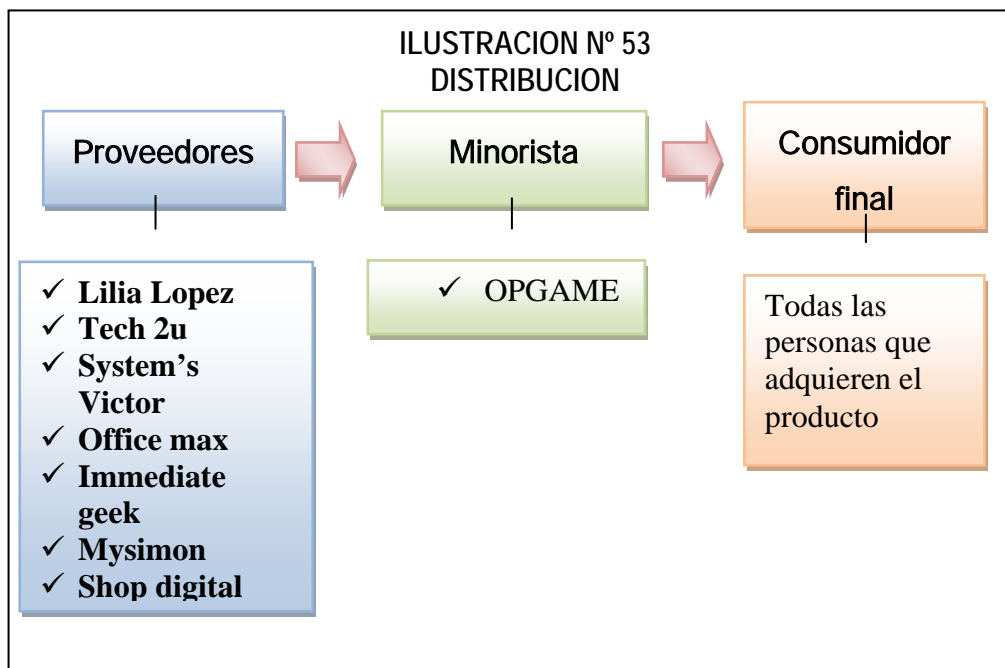 ILUSTRACION Nº 53
DISTRIBUCION
Proveedores
Minorista
Consumidor
final
✓ Lilia Lopez
✓ Tech 2u
✓ System’s
Victor
✓ Office max
✓ Immediate
geek
✓ Mysimon
✓ Shop digital
✓ OPGAME
Todas las
personas que
adquieren el
producto